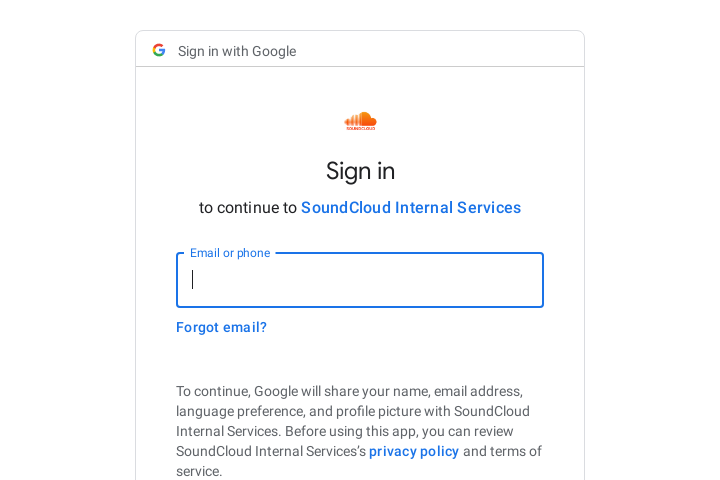 Sign in with Google
SOUNDCLOUD
Sign in
to continue to SoundCloud Internal Services
Email or phone
Forgot email?
To continue, Google will share your name, email address,
language preference, and profile picture with SoundCloud
Internal Services. Before using this app, you can review
SoundCloud Internal Services’s privacy policy and terms of
service.